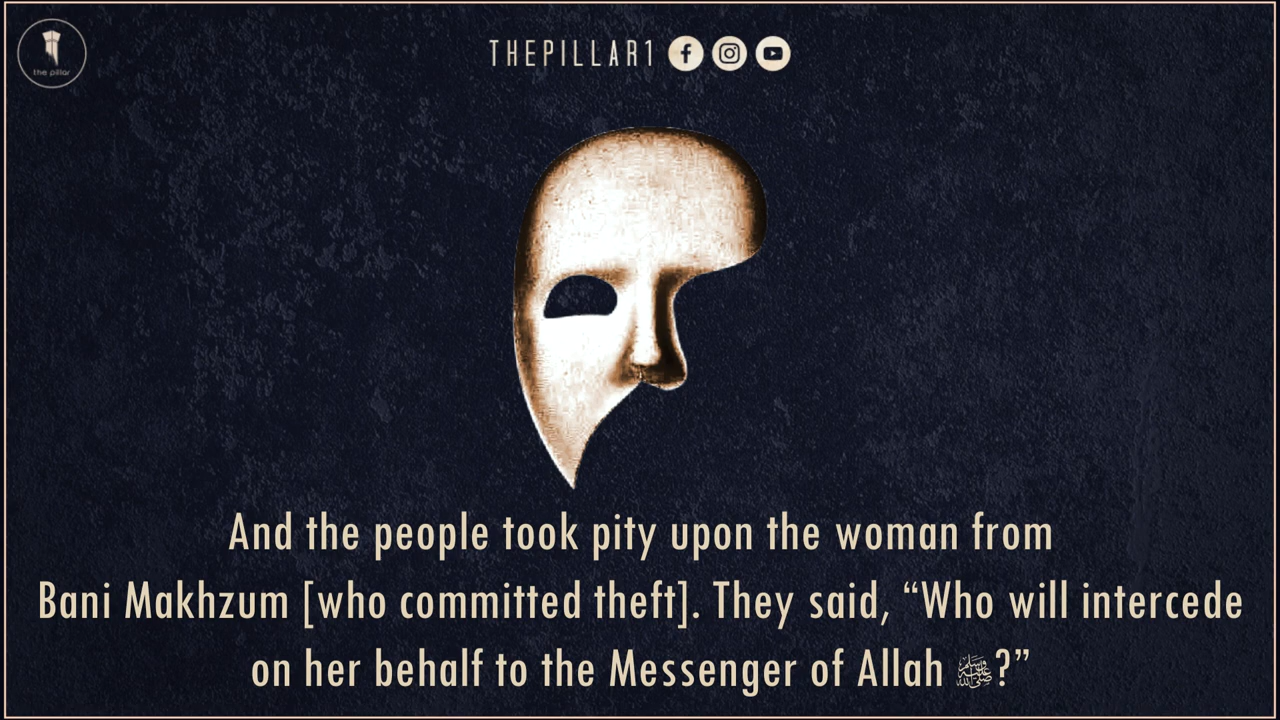 the pillar
THEPILLAR1
And the people took pity upon the woman from
Bani Makhzum [who committed theft]. They said, “Who will intercede
on her behalf to the Messenger of Allah ﷺ?”